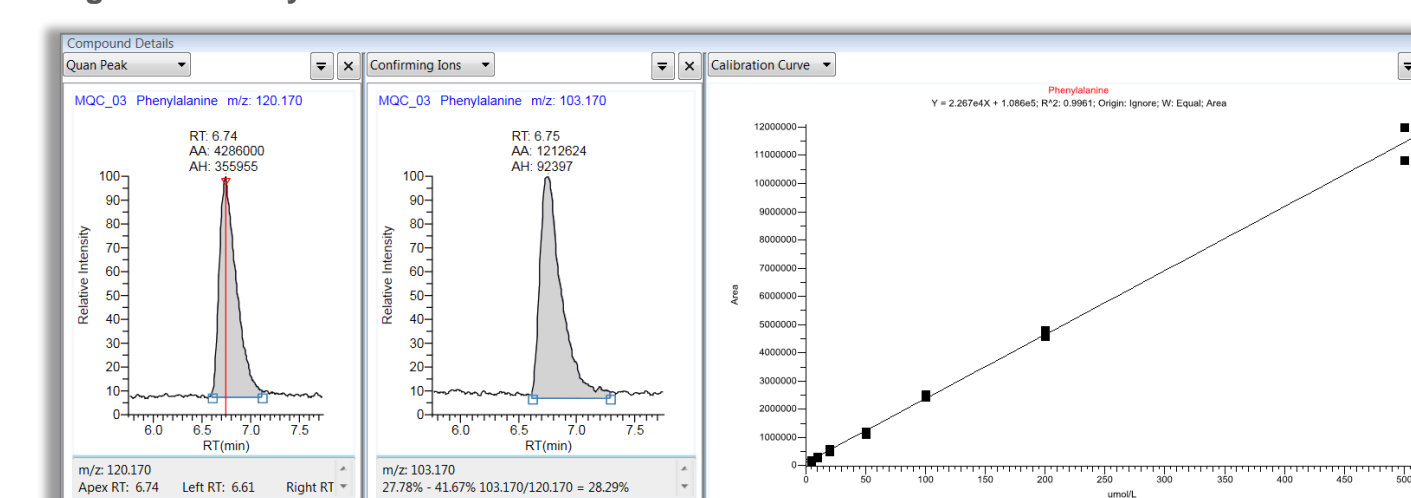 Compound Details
Quan Peak
Confirming Ions
Calibration Curve
MQC_03 Phenylalanine m/z: 120.170
RT: 6.74
AA: 4286000
AH: 355955
100
90
80
70
60
50
40
30
20
10
0
Relative Intensity
6.0 6.5 7.0 7.5
RT(min)
m/z: 120.170
Apex RT: 6.74 Left RT: 6.61 Right RT
MQC_03 Phenylalanine m/z: 103.170
RT: 6.75
AA: 1212624
AH: 92397
100
90
80
70
60
50
40
30
20
10
0
Relative Intensity
6.0 6.5 7.0 7.5
RT(min)
m/z: 103.170
27.78% - 41.67% 103.170/120.170 = 28.29%
Phenylalanine
Y = 2.267e4X + 1.086e5; R^2: 0.9961; Origin: Ignore; W: Equal; Area
12000000
11000000
10000000
9000000
8000000
7000000
6000000
5000000
4000000
3000000
2000000
1000000
0
Area
0 50 100 150 200 250 300 350 400 450 500
umol/L